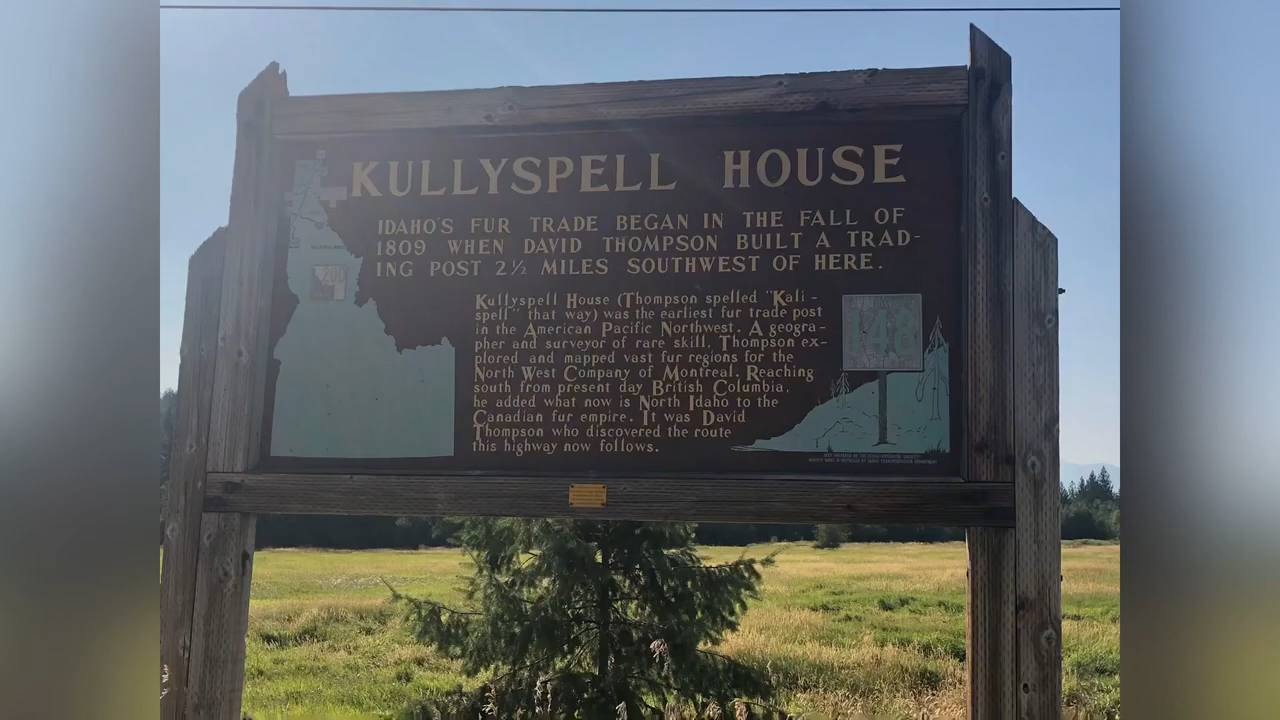 KULLYSPELL HOUSE
IDAHO'S FUR TRADE BEGAN IN THE FALL OF
1809 WHEN DAVID THOMPSON BUILT A TRAD-
ING POST 2½ MILES SOUTHWEST OF HERE.
Kullyspell House (Thompson spelled "Kali-
spell" that way) was the earliest fur trade post
in the American Pacific Northwest. A geogra-
pher and surveyor of rare skill, Thompson ex-
plored and mapped vast fur regions for the
North West Company of Montreal. Reaching
south from present day British Columbia,
he added what now is North Idaho to the
Canadian fur empire. It was David
Thompson who discovered the route
this highway now follows.
200
148